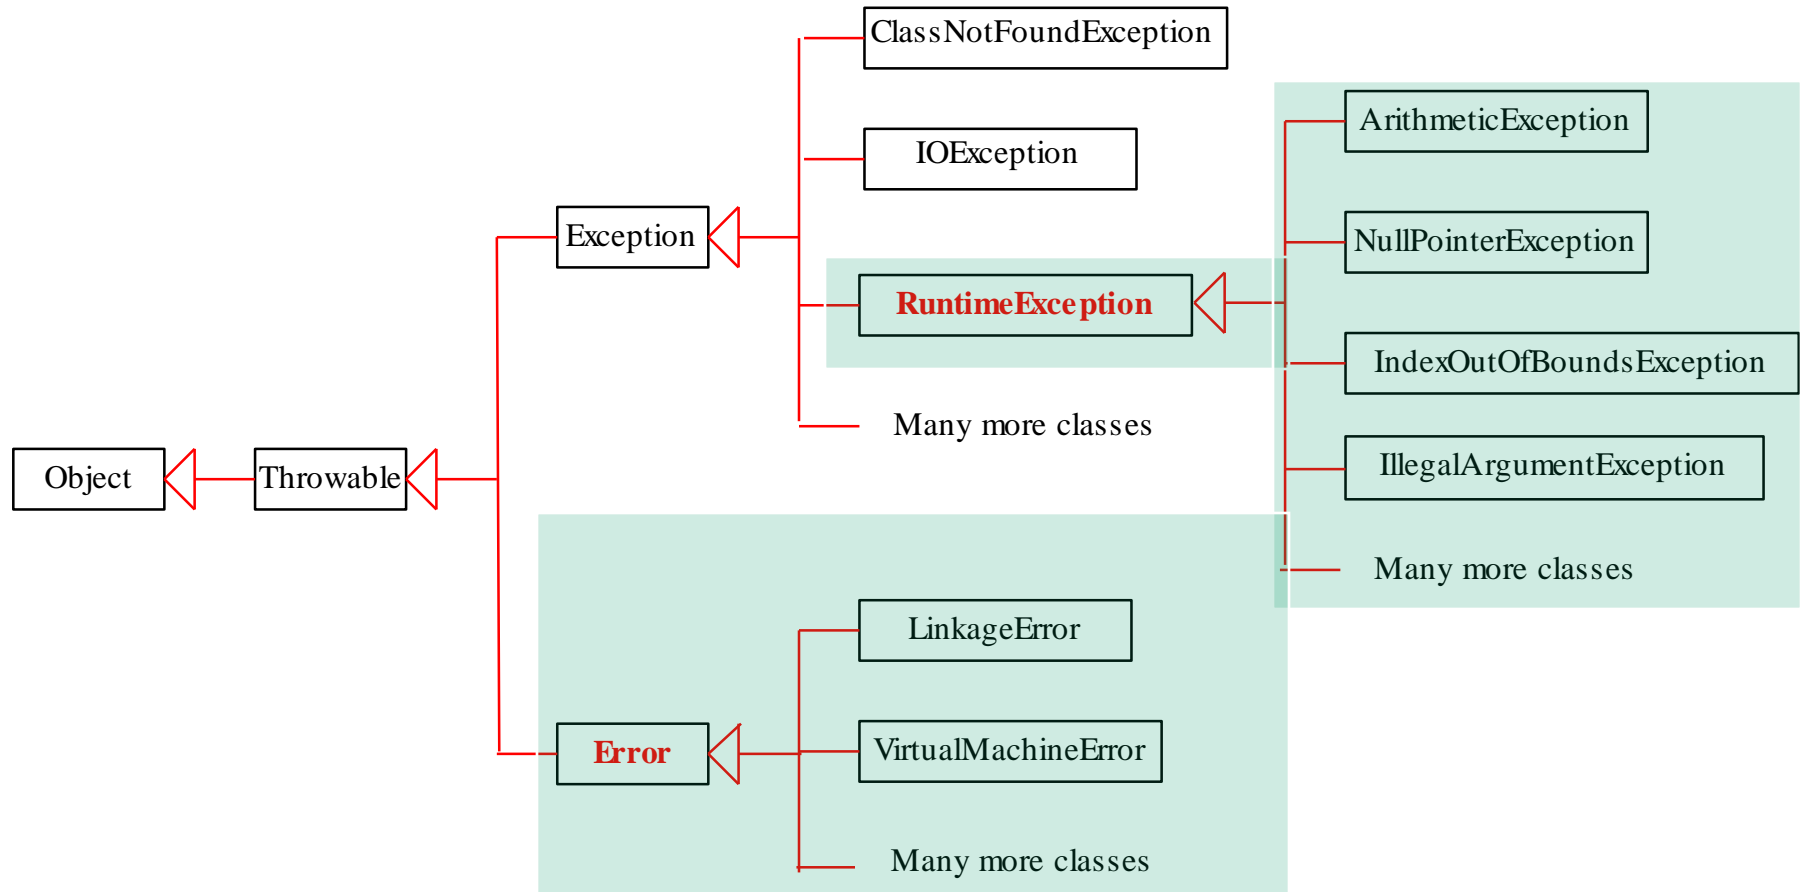 ClassNotFoundException
ArithmeticException
IOException
Exception
NullPointerException
RuntimeException
IndexOutOfBoundsException
Many more classes
Object
Throwable
IllegalArgumentException
Many more classes
LinkageError
Error
VirtualMachineError
Many more classes